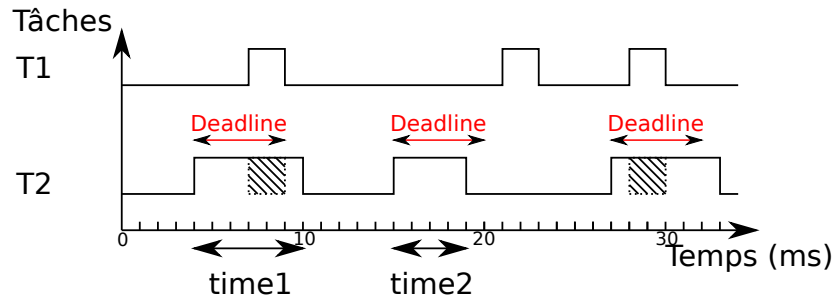 Tâches
T1
Deadline Deadline Deadline
T2
0 10 20 30
Temps (ms)
time1 time2